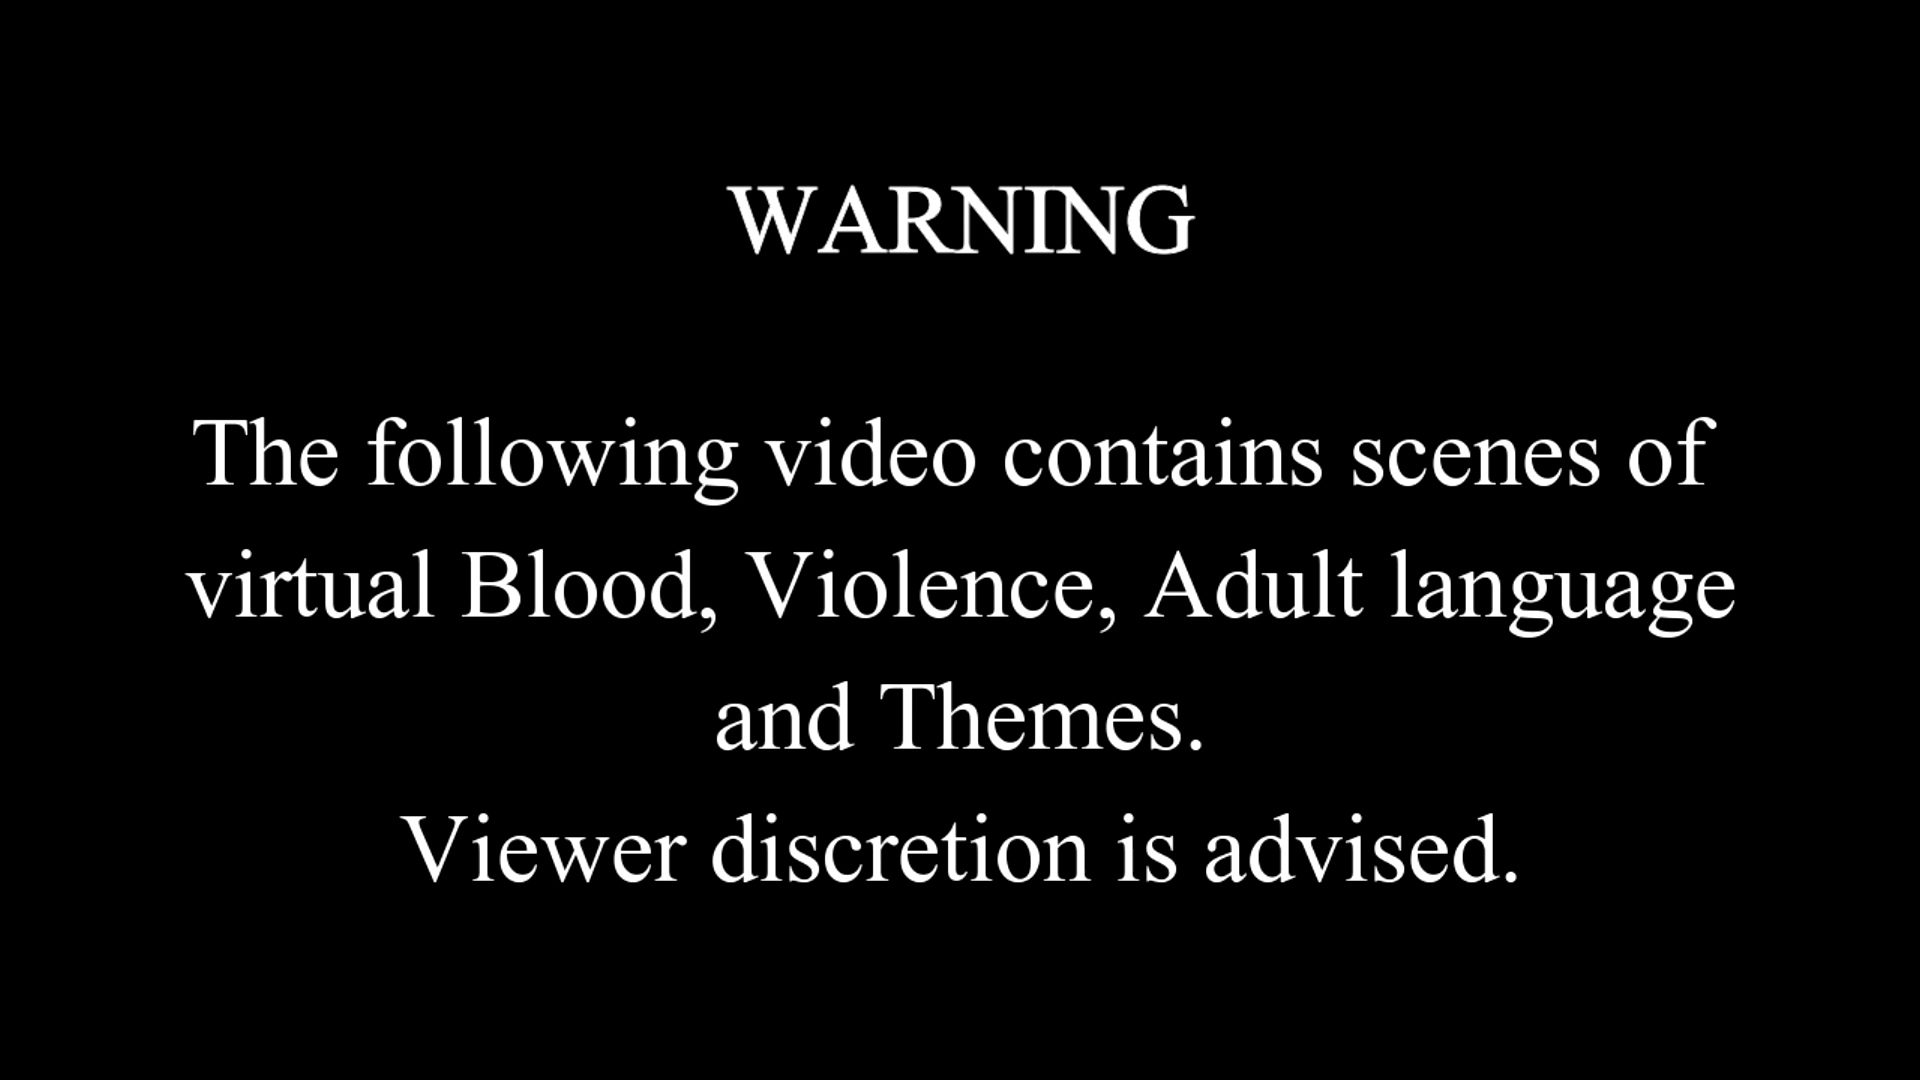 WARNING
The following video contains scenes of
virtual Blood, Violence, Adult language
and Themes.
Viewer discretion is advised.